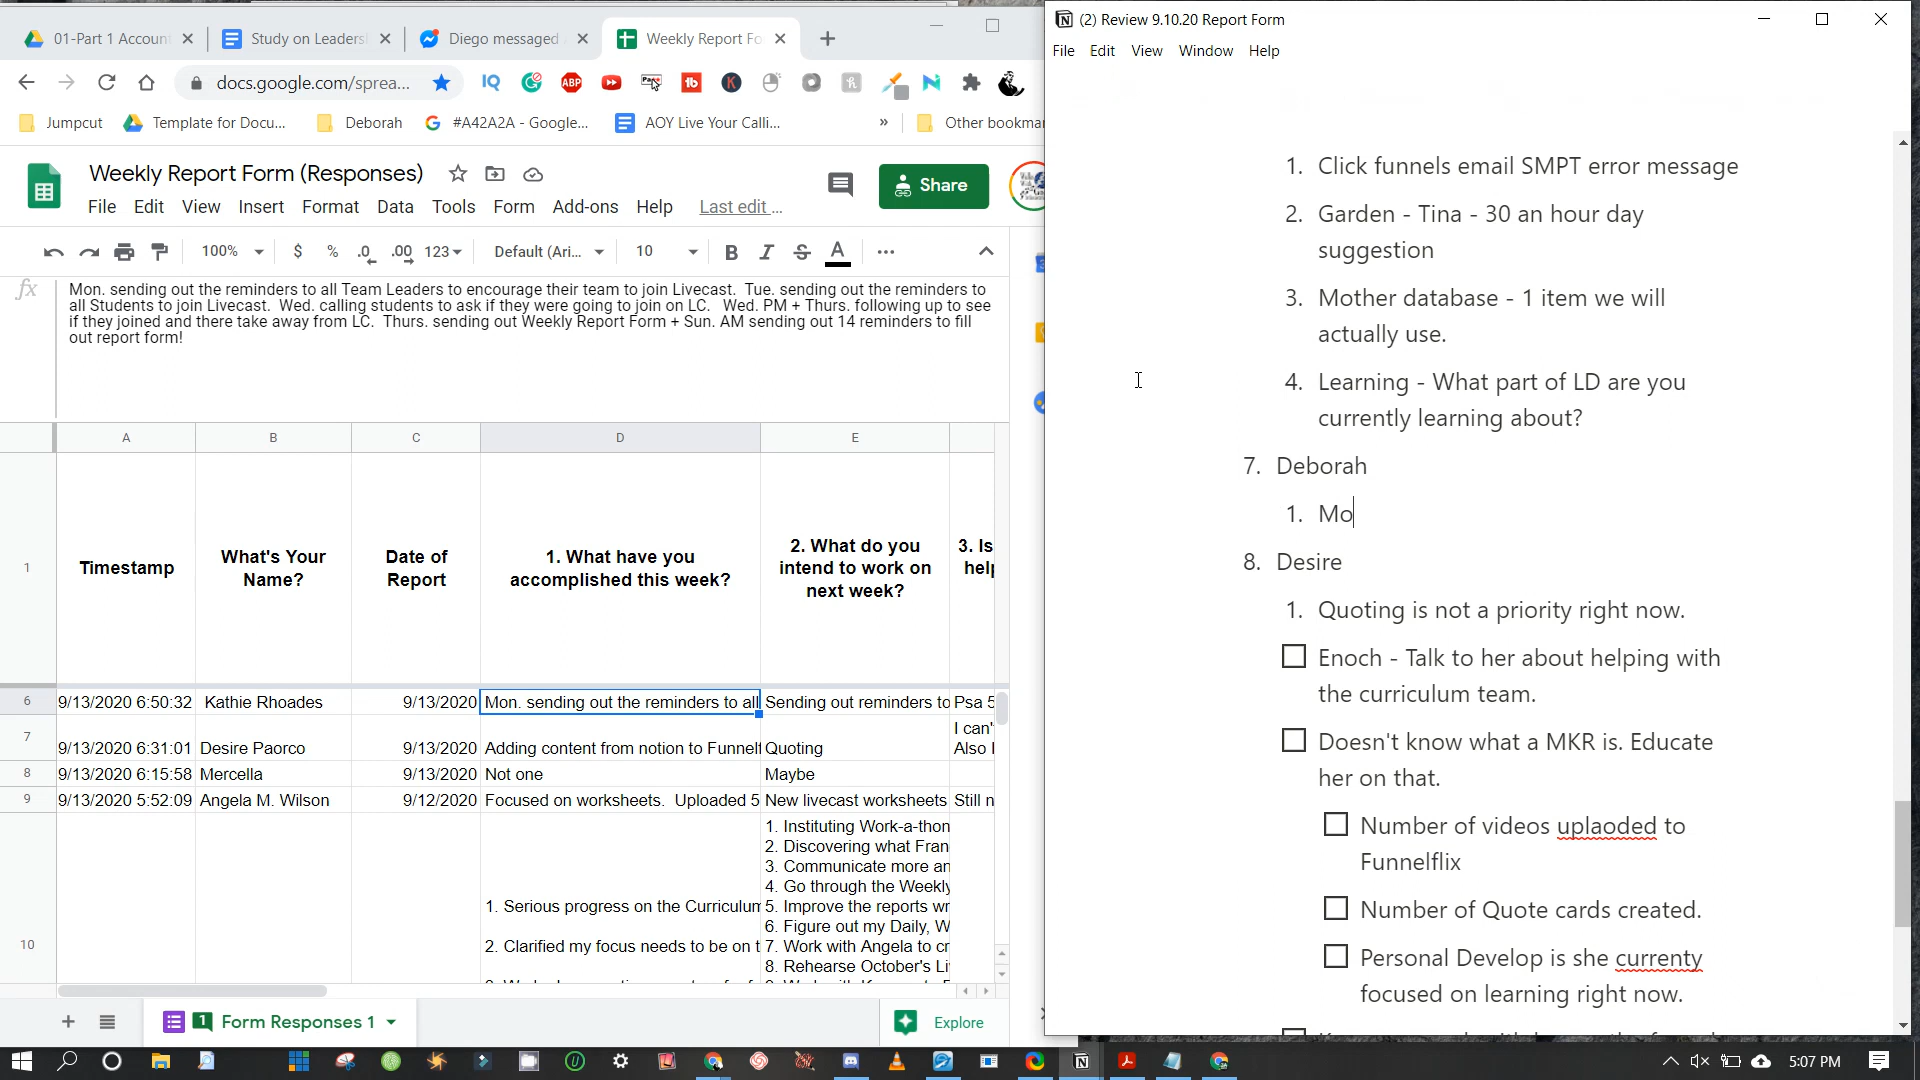 01-Part 1 Accoun
Study on Leaders
Diego messaged
Weekly Report Fo
docs.google.com/sprea...
Jumpcut
Template for Docu...
Deborah
#A42A2A - Google...
AOY Live Your Calli...
»
Other bookmar
Weekly Report Form (Responses)
Share
File Edit View Insert Format Data Tools Form Add-ons Help Last edit ...
100% $ % .0 .00 123 Default (Ari... 10 B I S A ...
fx
Mon. sending out the reminders to all Team Leaders to encourage their team to join Livecast. Tue. sending out the reminders to
all Students to join Livecast. Wed. calling students to ask if they were going to join on LC. Wed. PM + Thurs. following up to see
if they joined and there take away from LC. Thurs. sending out Weekly Report Form + Sun. AM sending out 14 reminders to fill
out report form!
A B C D E
1
Timestamp
What's Your
Name?
Date of
Report
1. What have you
accomplished this week?
2. What do you
intend to work on
next week?
3. Is
help
6 9/13/2020 6:50:32 Kathie Rhoades 9/13/2020 Mon. sending out the reminders to all Sending out reminders to Psa 5
I can'
7 9/13/2020 6:31:01 Desire Paorco 9/13/2020 Adding content from notion to Funnelf Quoting Also I
8 9/13/2020 6:15:58 Mercella 9/13/2020 Not one Maybe
9 9/13/2020 5:52:09 Angela M. Wilson 9/12/2020 Focused on worksheets. Uploaded 5 New livecast worksheets Still n
10
1. Serious progress on the Curriculum
2. Clarified my focus needs to be on t
1. Instituting Work-a-thon
2. Discovering what Fran
3. Communicate more an
4. Go through the Weekly
5. Improve the reports wr
6. Figure out my Daily, W
7. Work with Angela to cr
8. Rehearse October's Li
Form Responses 1
1
Explore
(2) Review 9.10.20 Report Form
File Edit View Window Help
1. Click funnels email SMPT error message
2. Garden - Tina - 30 an hour day
suggestion
3. Mother database - 1 item we will
actually use.
4. Learning - What part of LD are you
currently learning about?
7. Deborah
1. Mo
8. Desire
1. Quoting is not a priority right now.
Enoch - Talk to her about helping with
the curriculum team.
Doesn't know what a MKR is. Educate
her on that.
Number of videos uplaoded to
Funnelflix
Number of Quote cards created.
Personal Develop is she currenty
focused on learning right now.
5:07 PM